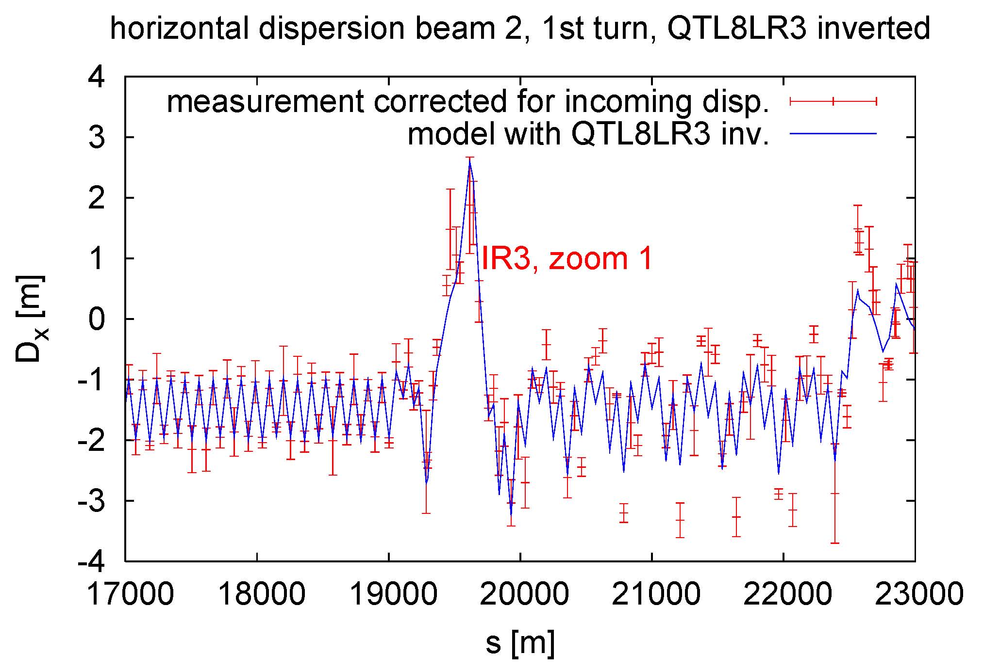 horizontal dispersion beam 2, 1st turn, QTL8LR3 inverted
measurement corrected for incoming disp.
model with QTL8LR3 inv.
IR3, zoom 1
D_x [m]
4
3
2
1
0
-1
-2
-3
-4
17000 18000 19000 20000 21000 22000 23000
s [m]